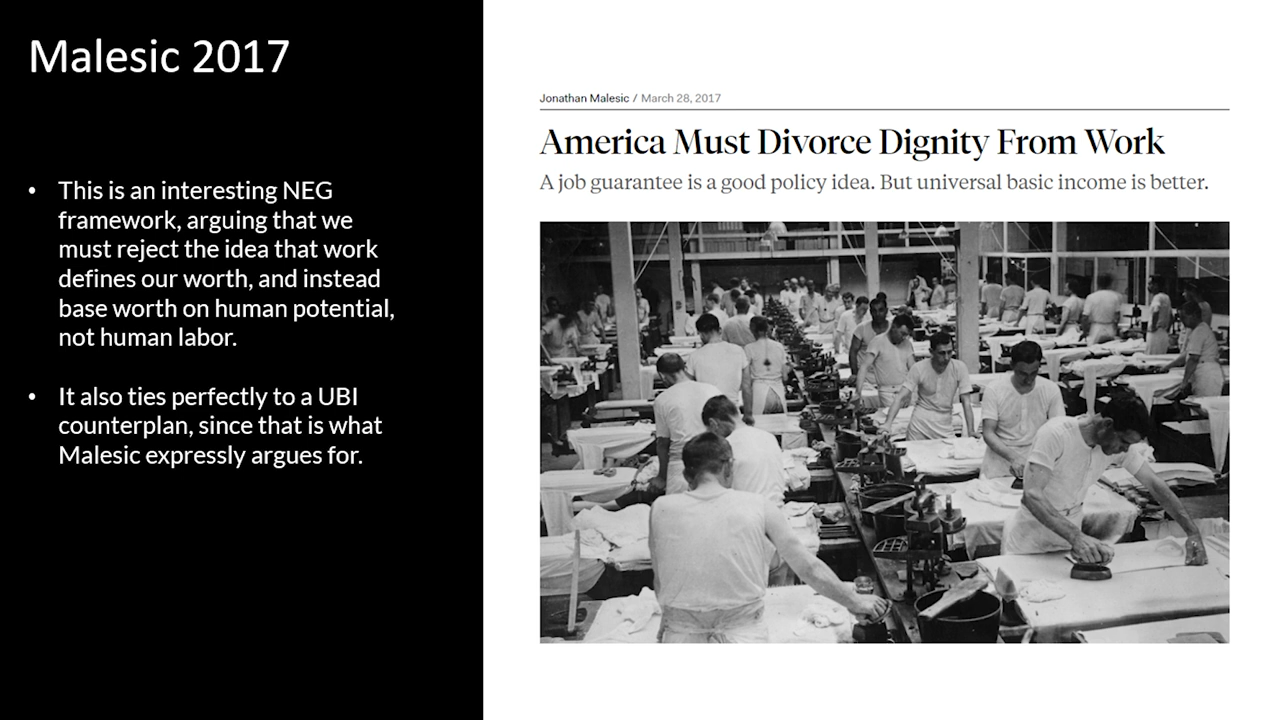 Malesic 2017
• This is an interesting NEG
framework, arguing that we
must reject the idea that work
defines our worth, and instead
base worth on human potential,
not human labor.
• It also ties perfectly to a UBI
counterplan, since that is what
Malesic expressly argues for.
Jonathan Malesic / March 28, 2017
America Must Divorce Dignity From Work
A job guarantee is a good policy idea. But universal basic income is better.